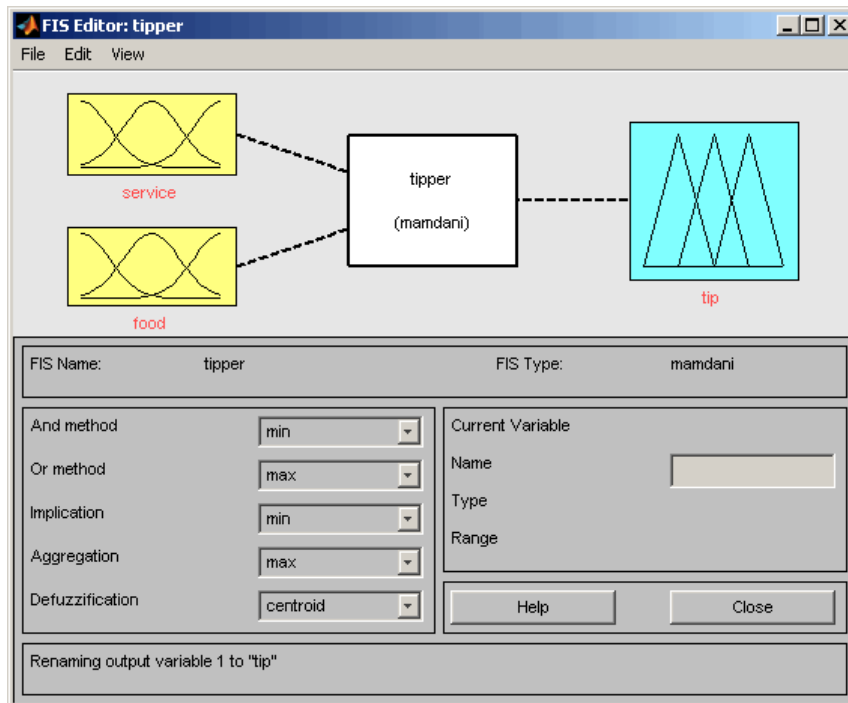 FIS Editor: tipper
File Edit View
service
food
tipper
(mamdani)
tip
FIS Name: tipper FIS Type: mamdani
And method min
Or method max
Implication min
Aggregation max
Defuzzification centroid
Current Variable
Name
Type
Range
Help Close
Renaming output variable 1 to "tip"